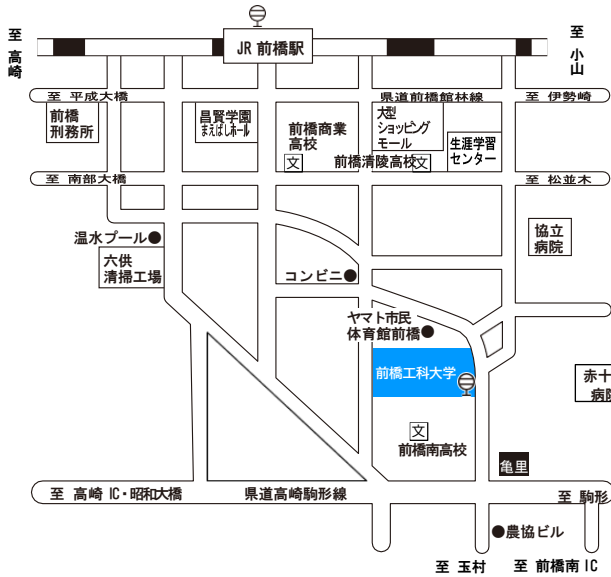 至 高崎
JR 前橋駅
至 小山
至 平成大橋
県道前橋館林線
至 伊勢崎
前橋
刑務所
昌賢学園
まえばしホール
前橋商業
高校
文
大型
ショッピング
モール
前橋清陵高校
文
生涯学習
センター
至 南部大橋
至 松並木
温水プール
六供
清掃工場
協立
病院
コンビニ
ヤマト市民
体育館前橋
前橋工科大学
赤十
病院
文
前橋南高校
亀里
至 高崎 IC・昭和大橋
県道高崎駒形線
至 駒形
農協ビル
至 玉村
至 前橋南 IC